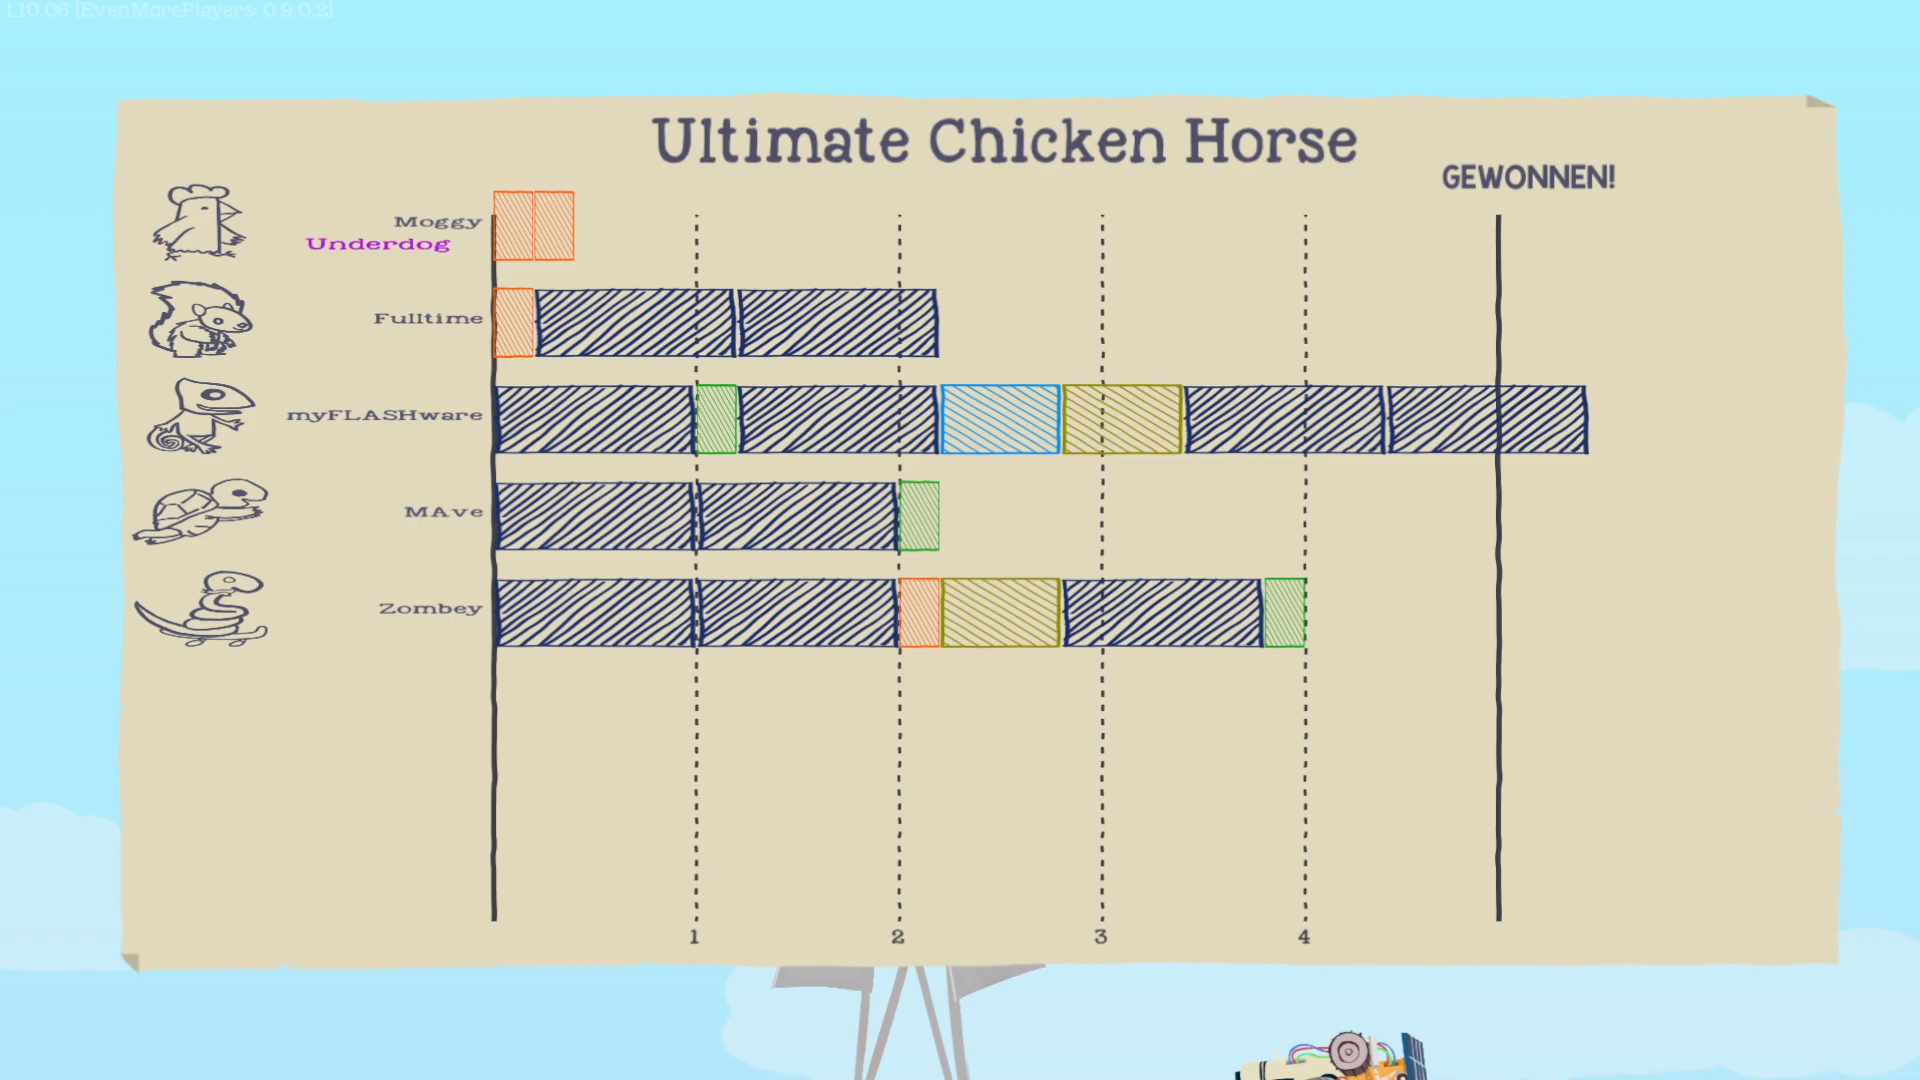 1.10.06 [EvenMorePlayers: 0.9.0.2]
Ultimate Chicken Horse
GEWONNEN!
Moggy
Underdog
Fulltime
myFLASHware
MAve
Zombey
1 2 3 4